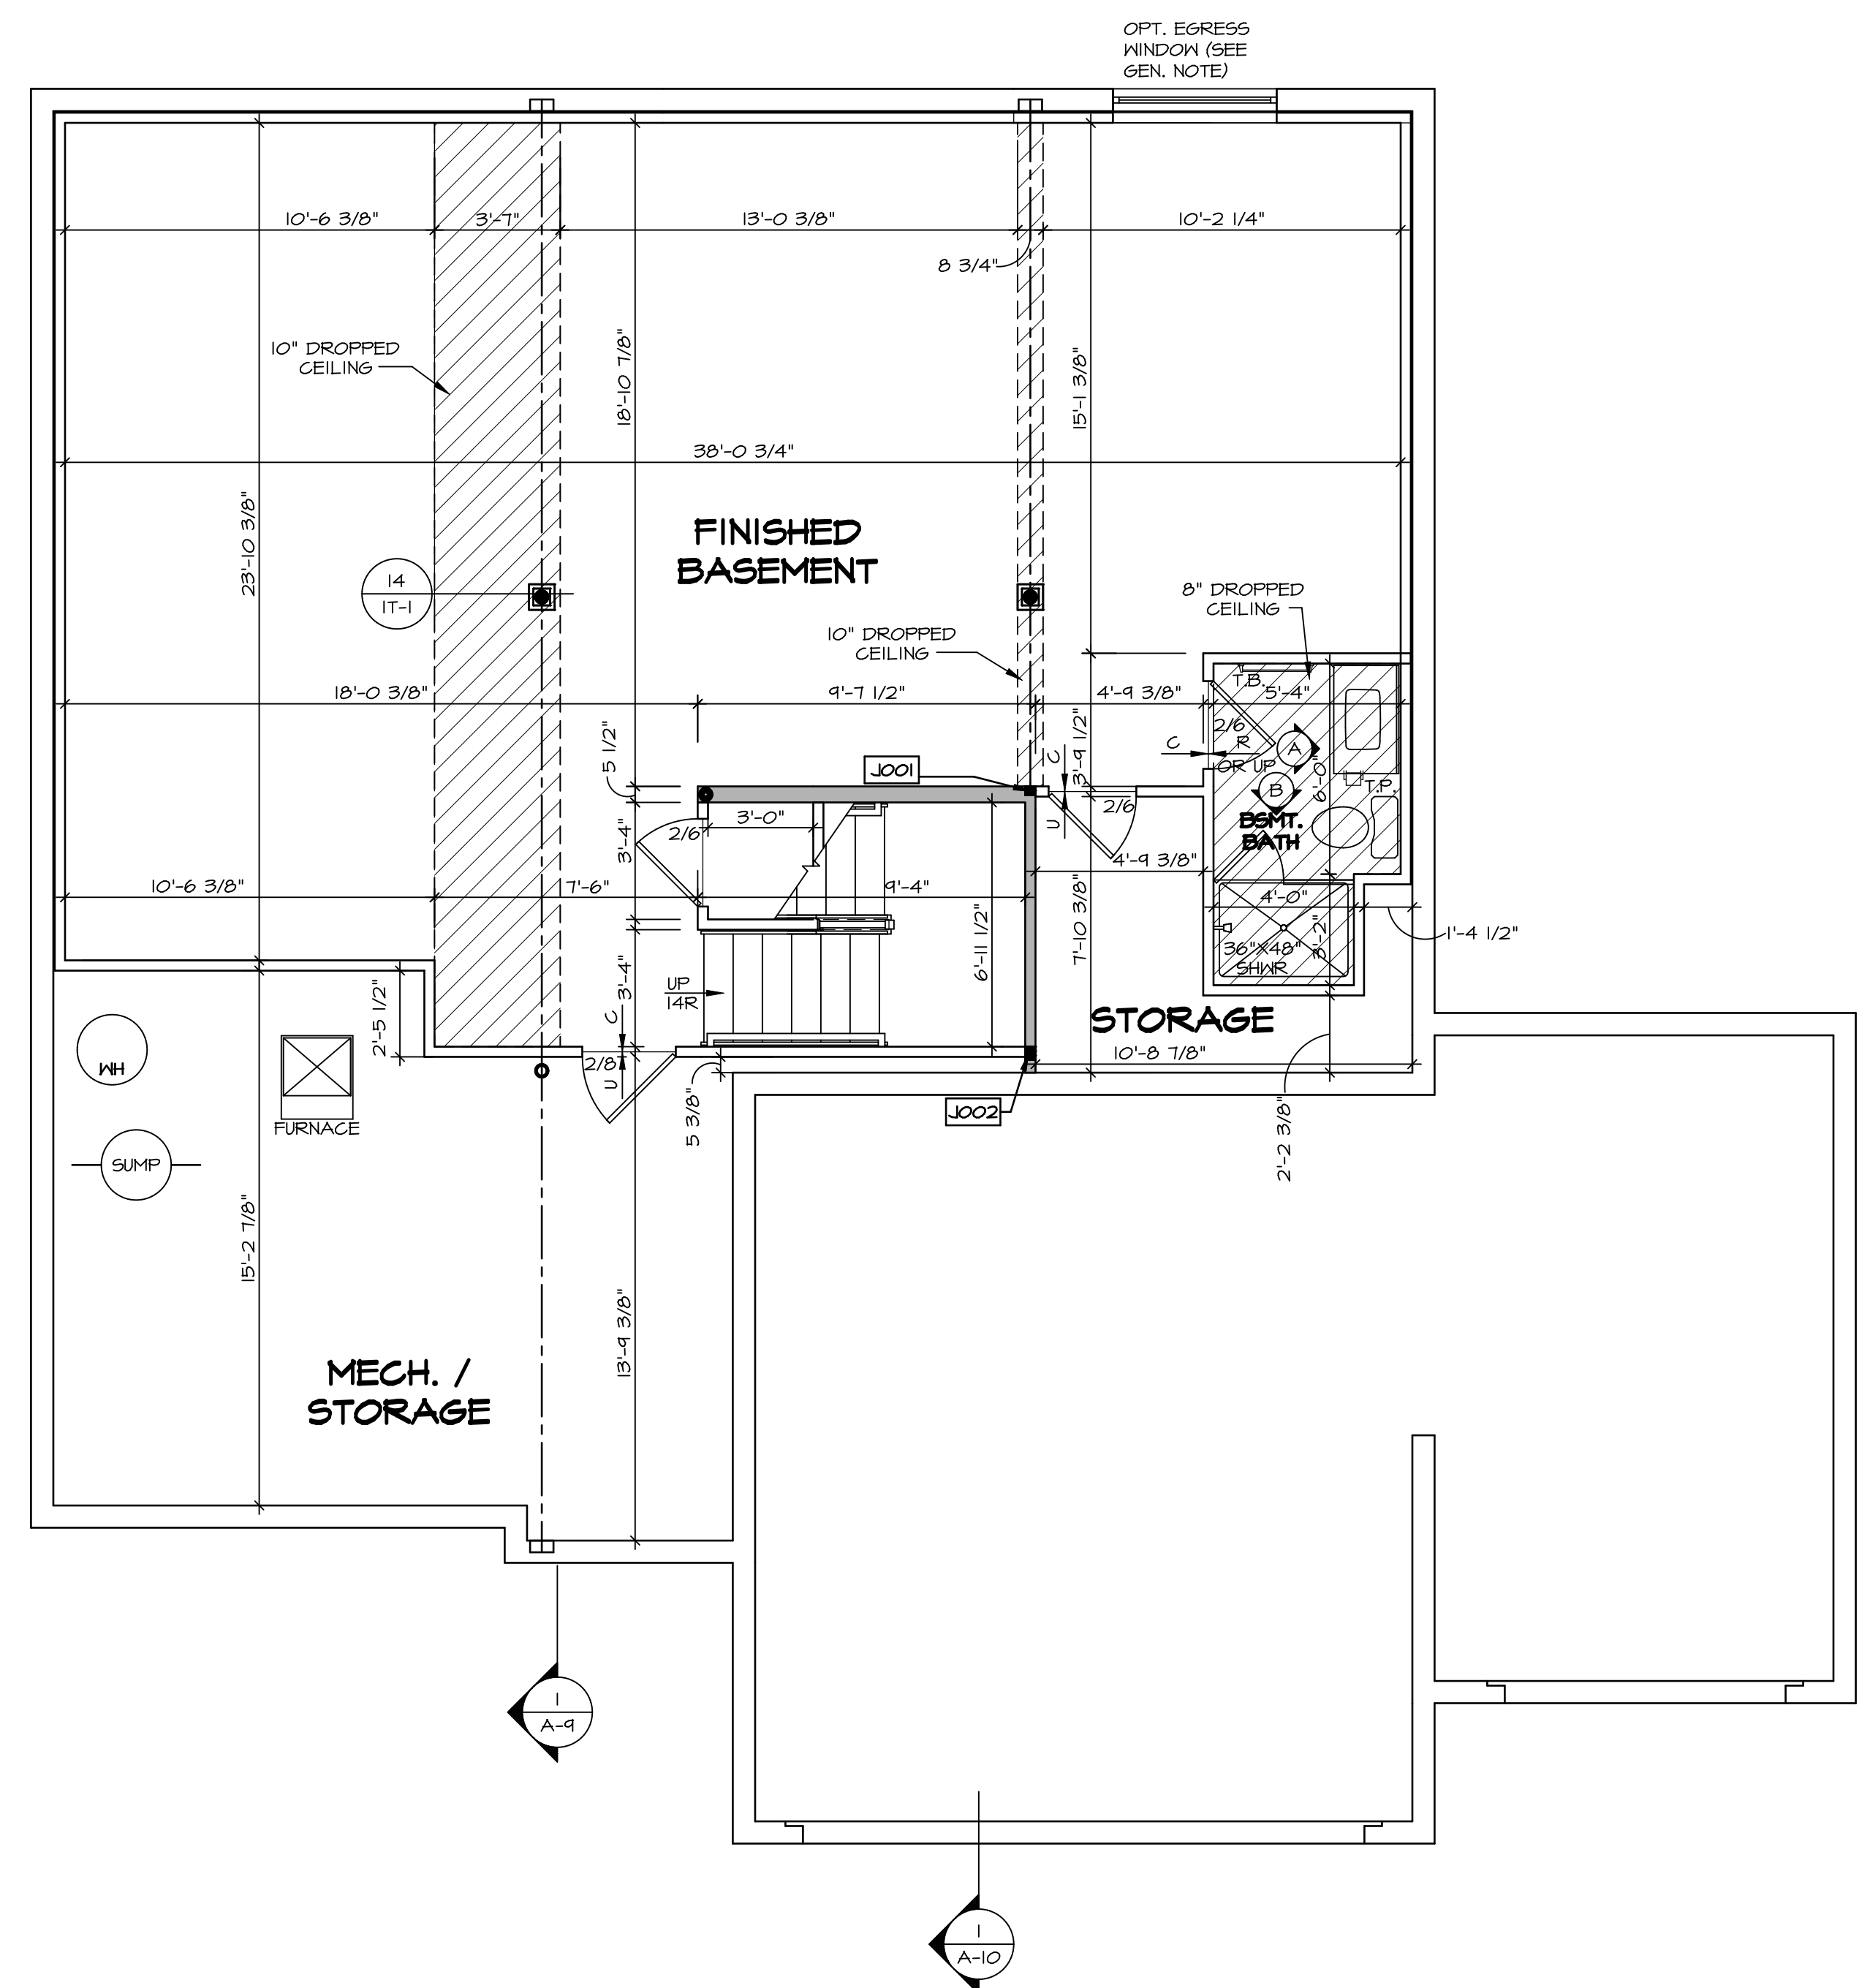 OPT. EGRESS
WINDOW (SEE
GEN. NOTE)
10'-6 3/8"
3'-7"
13'-0 3/8"
10'-2 1/4"
8 3/4"
10" DROPPED
CEILING
18'-10 7/8"
15'-1 3/8"
38'-0 3/4"
23'-10 3/8"
FINISHED
BASEMENT
14
1T-1
8" DROPPED
CEILING
10" DROPPED
CEILING
18'-0 3/8"
9'-7 1/2"
4'-9 3/8"
T.B.
5'-4"
2/6
5 1/2"
3'-9 1/2"
C
C
R
A
OR UP
6'-0"
J001
B
T.P.
U
2/6
3'-0"
2/6
3'-4"
BSMT.
BATH
4'-9 3/8"
10'-6 3/8"
7'-6"
9'-4"
4'-0"
1'-4 1/2"
6'-11 1/2"
7'-10 3/8"
3'-2"
36"X48"
SHWR
3'-4"
UP
14R
2'-5 1/2"
C
STORAGE
10'-8 7/8"
WH
2/8
U
5 3/8"
J002
2'-2 3/8"
FURNACE
SUMP
15'-2 7/8"
13'-9 3/8"
MECH. /
STORAGE
1
A-9
1
A-10